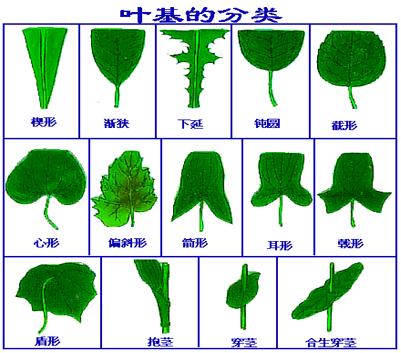 叶基的分类
楔形 渐狭 下延 钝圆 截形
心形 偏斜形 箭形 耳形 戟形
盾形 抱茎 穿茎 合生穿茎